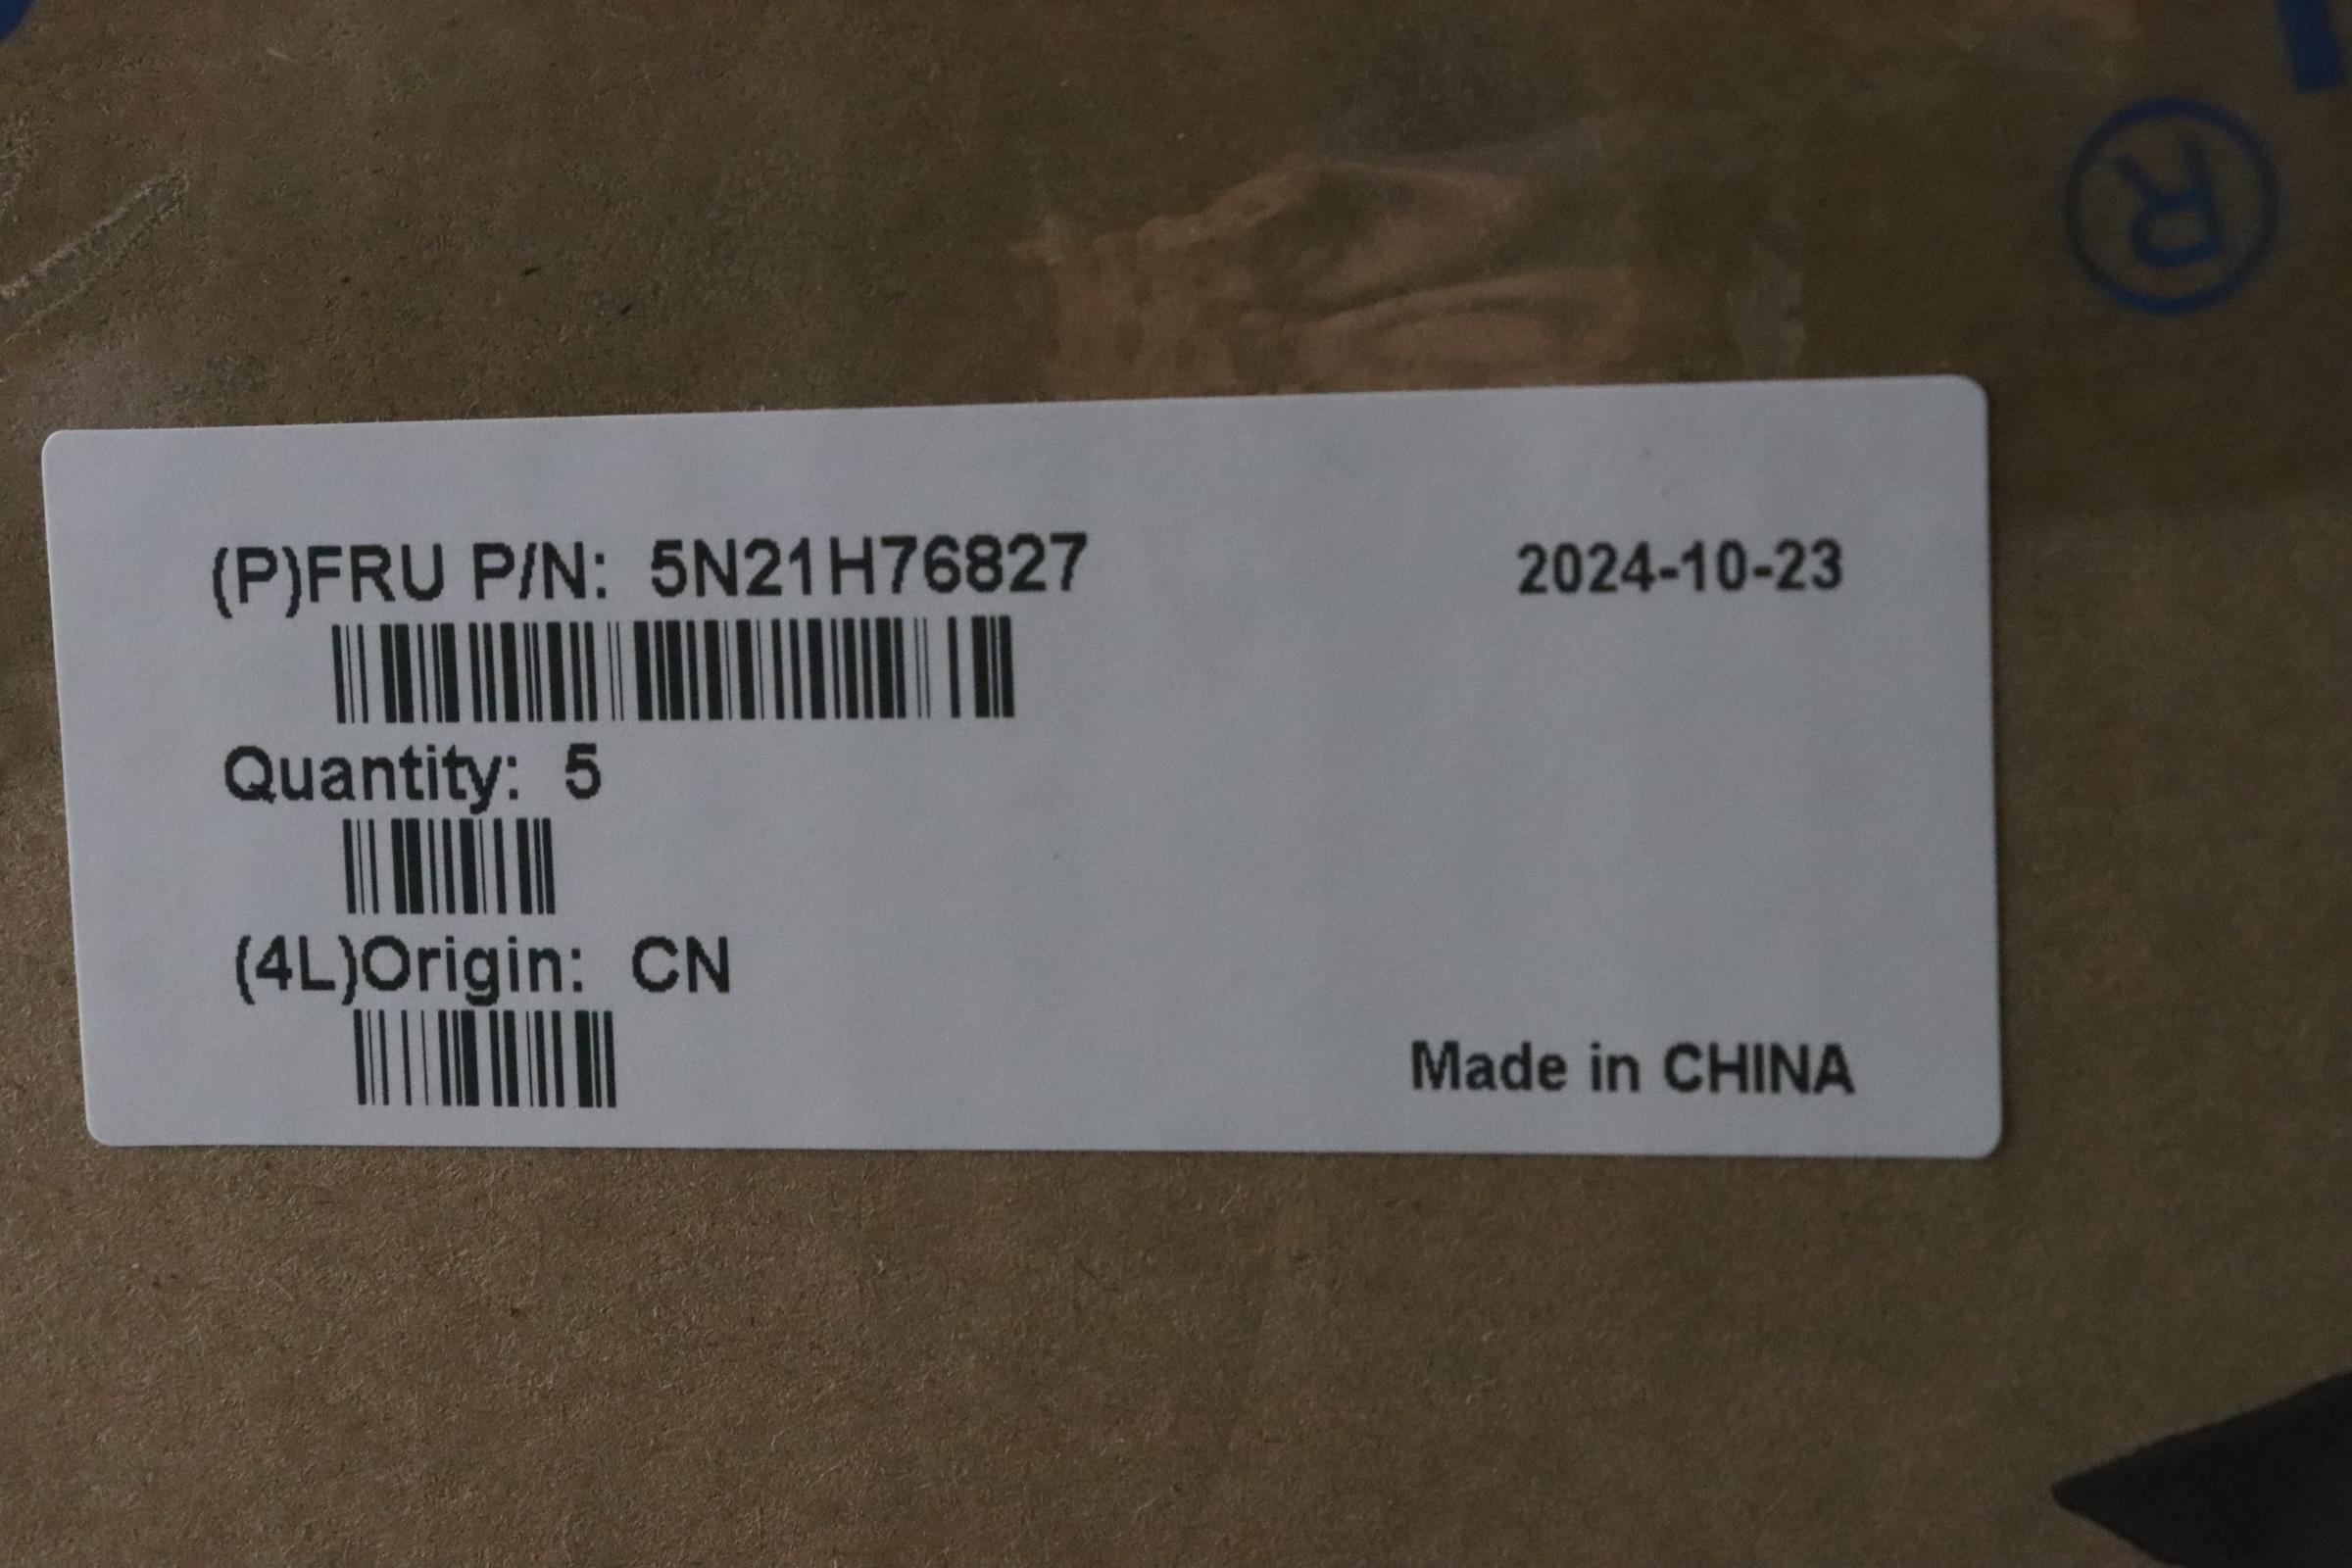 ®
(P)FRU P/N: 5N21H76827
2024-10-23
Quantity: 5
(4L)Origin: CN
Made in CHINA